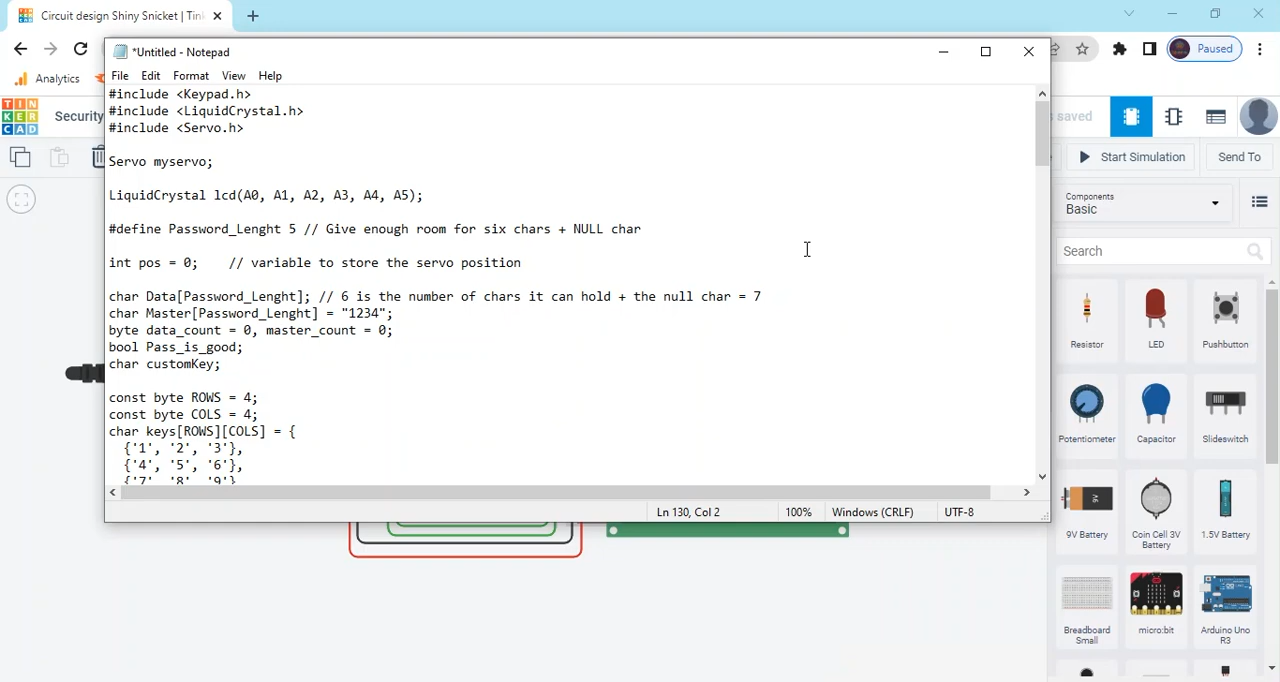 Circuit design Shiny Snicket | Tink
Paused
Analytics
*Untitled - Notepad
File Edit Format View Help
#include <Keypad.h>
#include <LiquidCrystal.h>
#include <Servo.h>
Servo myservo;
LiquidCrystal lcd(A0, A1, A2, A3, A4, A5);
#define Password_Lenght 5 // Give enough room for six chars + NULL char
int pos = 0;    // variable to store the servo position
char Data[Password_Lenght]; // 6 is the number of chars it can hold + the null char = 7
char Master[Password_Lenght] = "1234";
byte data_count = 0, master_count = 0;
bool Pass_is_good;
char customKey;
const byte ROWS = 4;
const byte COLS = 4;
char keys[ROWS][COLS] = {
{'1', '2', '3'},
{'4', '5', '6'},
{'7' '8' '9'}
Ln 130, Col 2
100%
Windows (CRLF)
UTF-8
TIN
KER
CAD
Security
s saved
Start Simulation
Send To
Components
Basic
Search
Resistor
LED
Pushbutton
Potentiometer
Capacitor
Slideswitch
9V
9V Battery
Coin Cell 3V
Battery
1.5V Battery
Breadboard
Small
micro:bit
Arduino Uno
R3